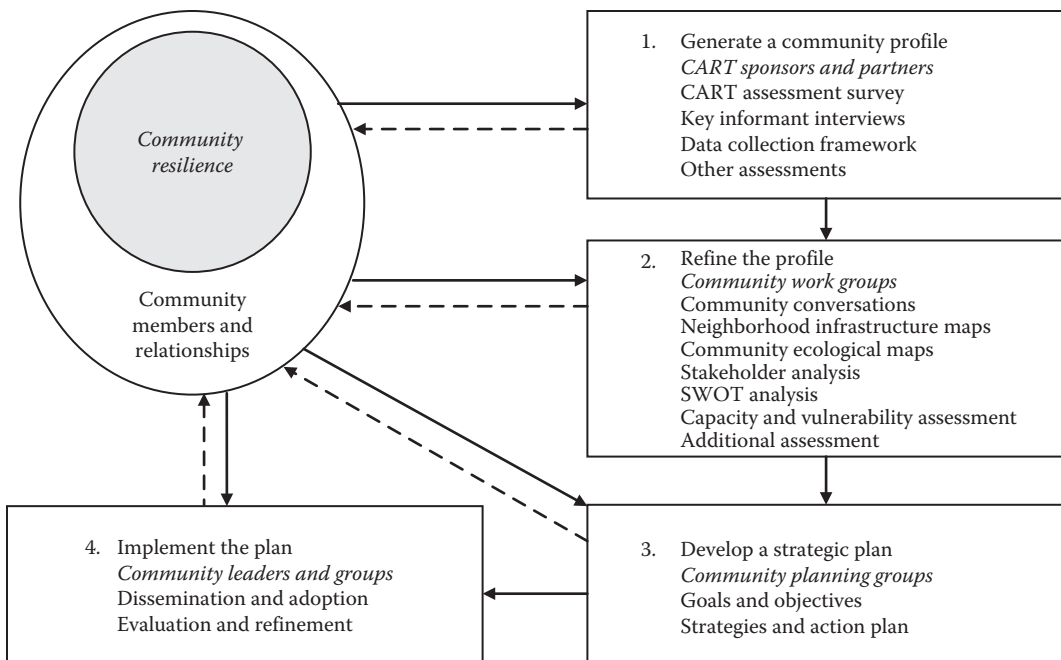 Community
resilience
Community
members and
relationships
1. Generate a community profile
CART sponsors and partners
CART assessment survey
Key informant interviews
Data collection framework
Other assessments
2. Refine the profile
Community work groups
Community conversations
Neighborhood infrastructure maps
Community ecological maps
Stakeholder analysis
SWOT analysis
Capacity and vulnerability assessment
Additional assessment
3. Develop a strategic plan
Community planning groups
Goals and objectives
Strategies and action plan
4. Implement the plan
Community leaders and groups
Dissemination and adoption
Evaluation and refinement